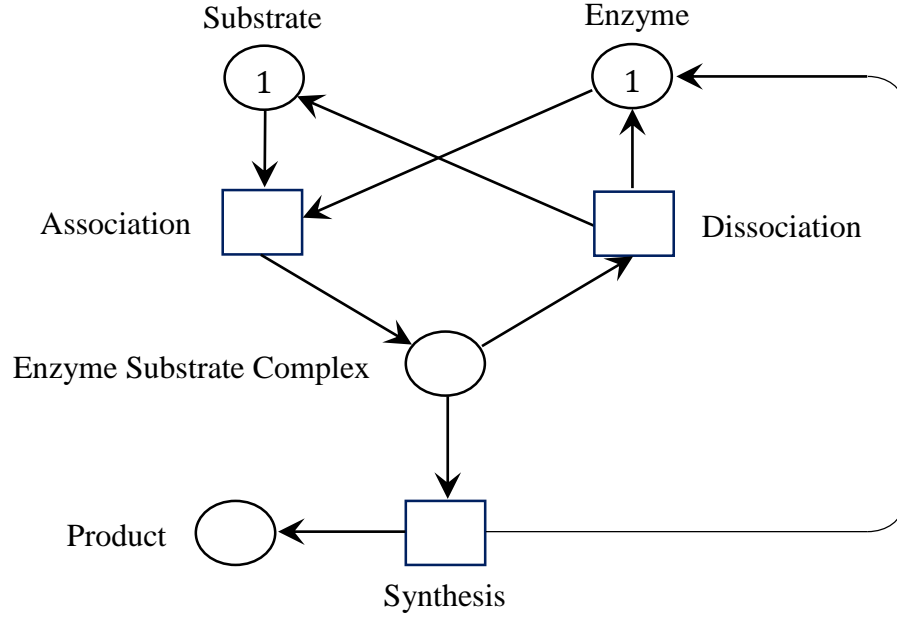 Substrate
Enzyme
1
1
Association
Dissociation
Enzyme Substrate Complex
Product
Synthesis